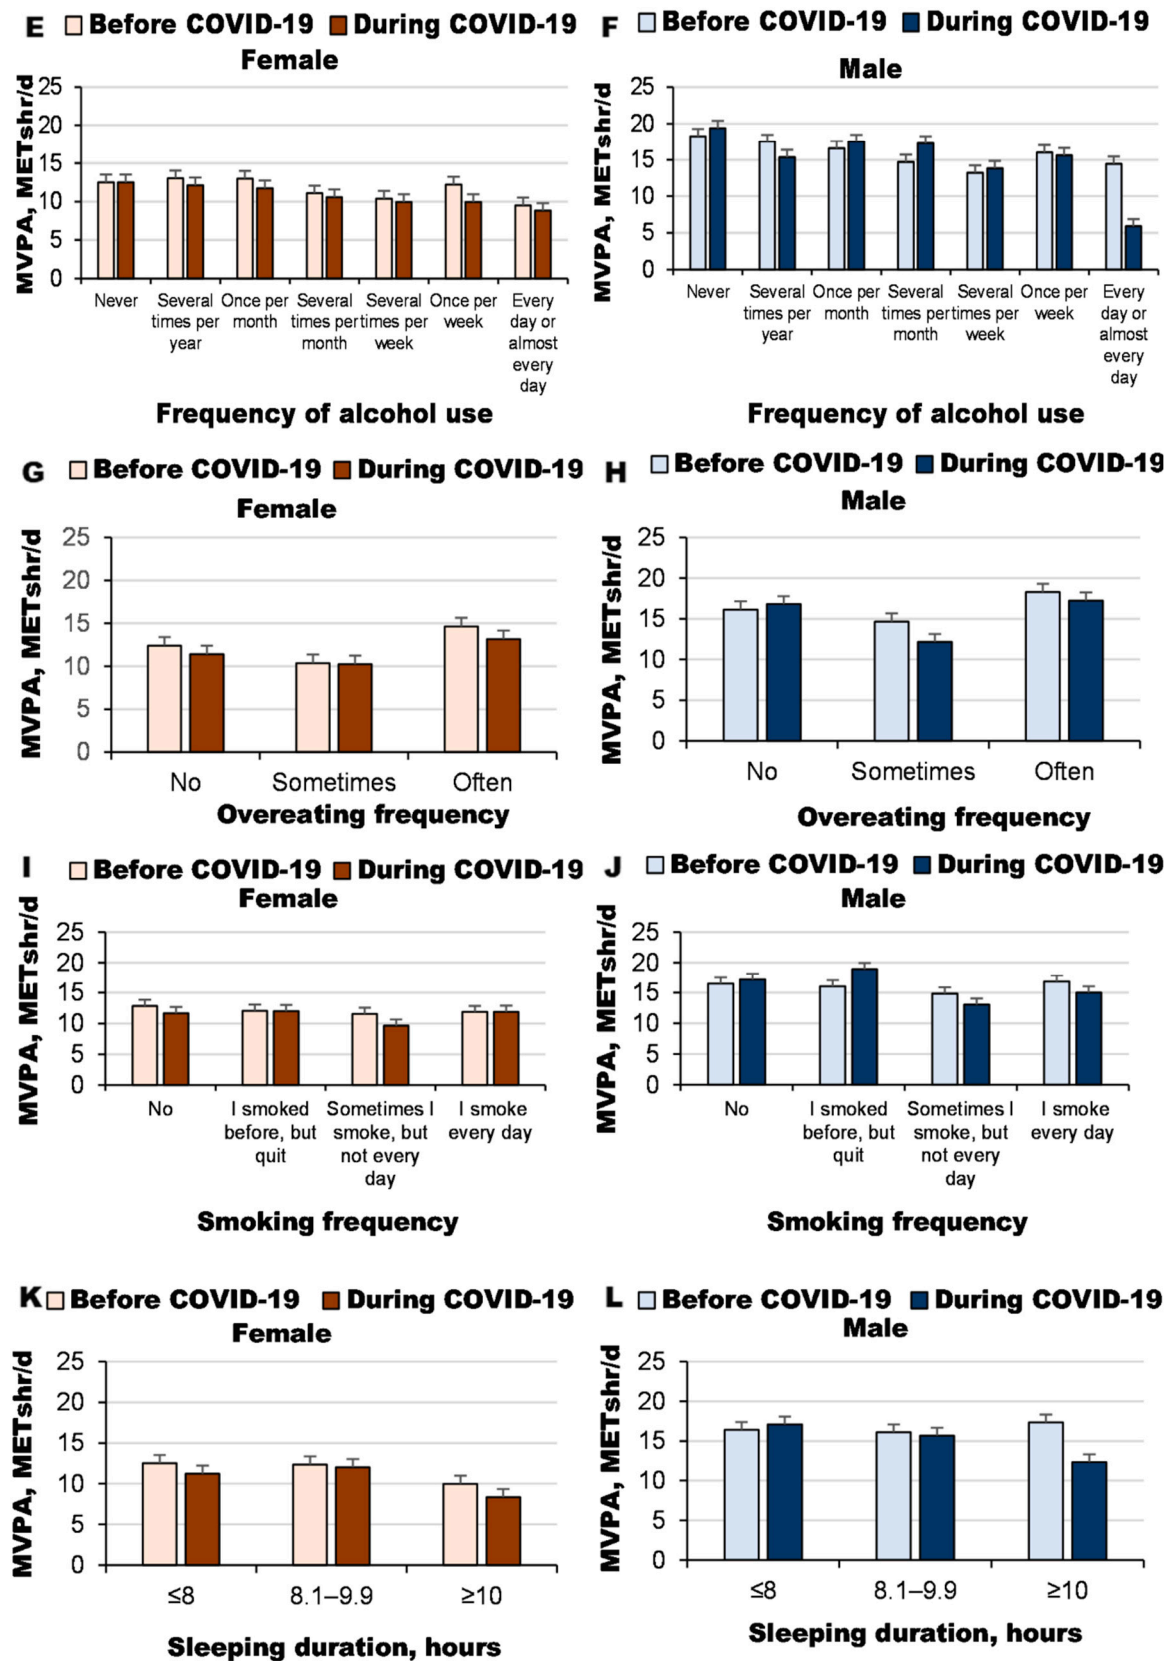 E Before COVID-19 During COVID-19
Female
MVPA, METshr/d
25
20
15
10
5
0
Never Several Once per Several Several Once per Every
times per month times per times per week day or
year month week almost
every
day
Frequency of alcohol use
F Before COVID-19 During COVID-19
Male
MVPA, METshr/d
25
20
15
10
5
0
Never Several Once per Several Several Once per Every
times per month times per times per week day or
year month week almost
every
day
Frequency of alcohol use
G Before COVID-19 During COVID-19
Female
MVPA, METshr/d
25
20
15
10
5
0
No Sometimes Often
Overeating frequency
H Before COVID-19 During COVID-19
Male
MVPA, METshr/d
25
20
15
10
5
0
No Sometimes Often
Overeating frequency
I Before COVID-19 During COVID-19
Female
MVPA, METshr/d
25
20
15
10
5
0
No I smoked Sometimes I I smoke
before, but smoke, but every day
quit not every
day
Smoking frequency
J Before COVID-19 During COVID-19
Male
MVPA, METshr/d
25
20
15
10
5
0
No I smoked Sometimes I I smoke
before, but smoke, but every day
quit not every
day
Smoking frequency
K Before COVID-19 During COVID-19
Female
MVPA, METshr/d
25
20
15
10
5
0
≤8 8.1–9.9 ≥10
Sleeping duration, hours
L Before COVID-19 During COVID-19
Male
MVPA, METshr/d
25
20
15
10
5
0
≤8 8.1–9.9 ≥10
Sleeping duration, hours